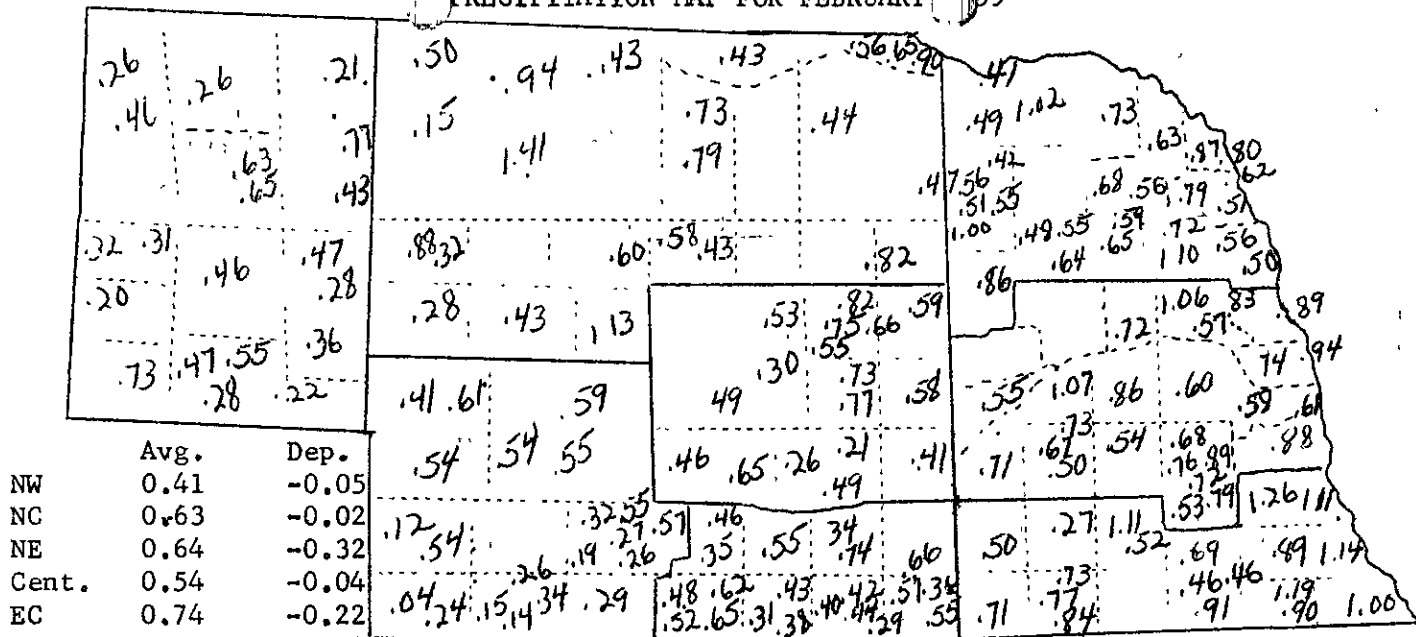 PRECIPITATION MAP FOR FEBRUARY
.50 .94 .43 .43 .56 .65 .90
.26 .26 .21 .41
.41 .15 .73 .44 .49 1.02 .73
.77 1.41 .79 .63 .87 .80
.63 .42 .62
.65 .43 .47 .56 .68 .56 .79 .51
.51 .55
1.00 .48 .55 .59 .72 .56
.32 .31 .46 .47 .88 .32 .60 .58 .43 .82 .64 .65 1.10 .50
.20 .28 .86
.28 .43 1.13 .53 .82 .59 1.06 .83 .89
.75 .66 .72 .57
.73 .47 .55 .36 .30 .55 .74 .94
.28 .22 .41 .61 .59 .49 .73 .58 .55 1.07 .86 .60 .59 .61
.77
.73
.54 .54 .55 .46 .65 .26 .21 .41 .71 .67 .54 .68 .88
.49 .50 .76 .89
.72
.53 .79 1.26 1.11
.12 .54 .32 .55 .57 .46 .34 .27 1.11
.27 .35 .55 .74 .66 .50 .52 .69 .89 1.14
.26 .19 .26 .73 .46 .46
.04 .24 .15 .14 .34 .29 .48 .62 .43 .40 .42 .57 .77 1.19
.52 .65 .31 .38 .29 .55 .71 .84 .91 .90 1.00
Avg. Dep.
NW 0.41 -0.05
NC 0.63 -0.02
NE 0.64 -0.32
Cent. 0.54 -0.04
EC 0.74 -0.22